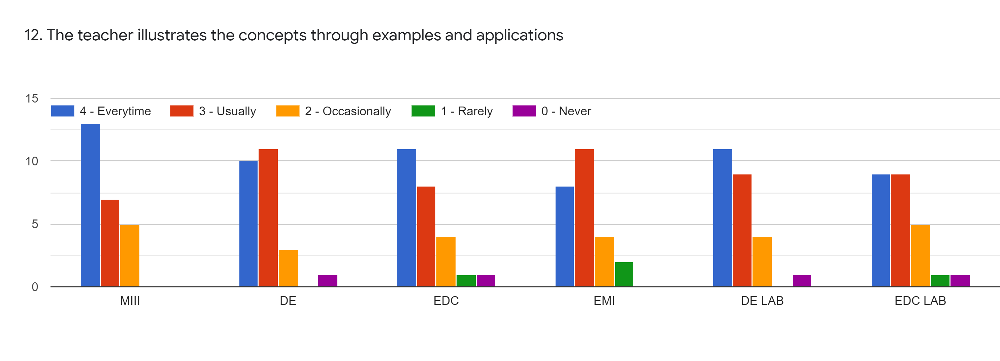 12. The teacher illustrates the concepts through examples and applications
15
4 - Everytime 3 - Usually 2 - Occasionally 1 - Rarely 0 - Never
10
5
0
MIII DE EDC EMI DE LAB EDC LAB